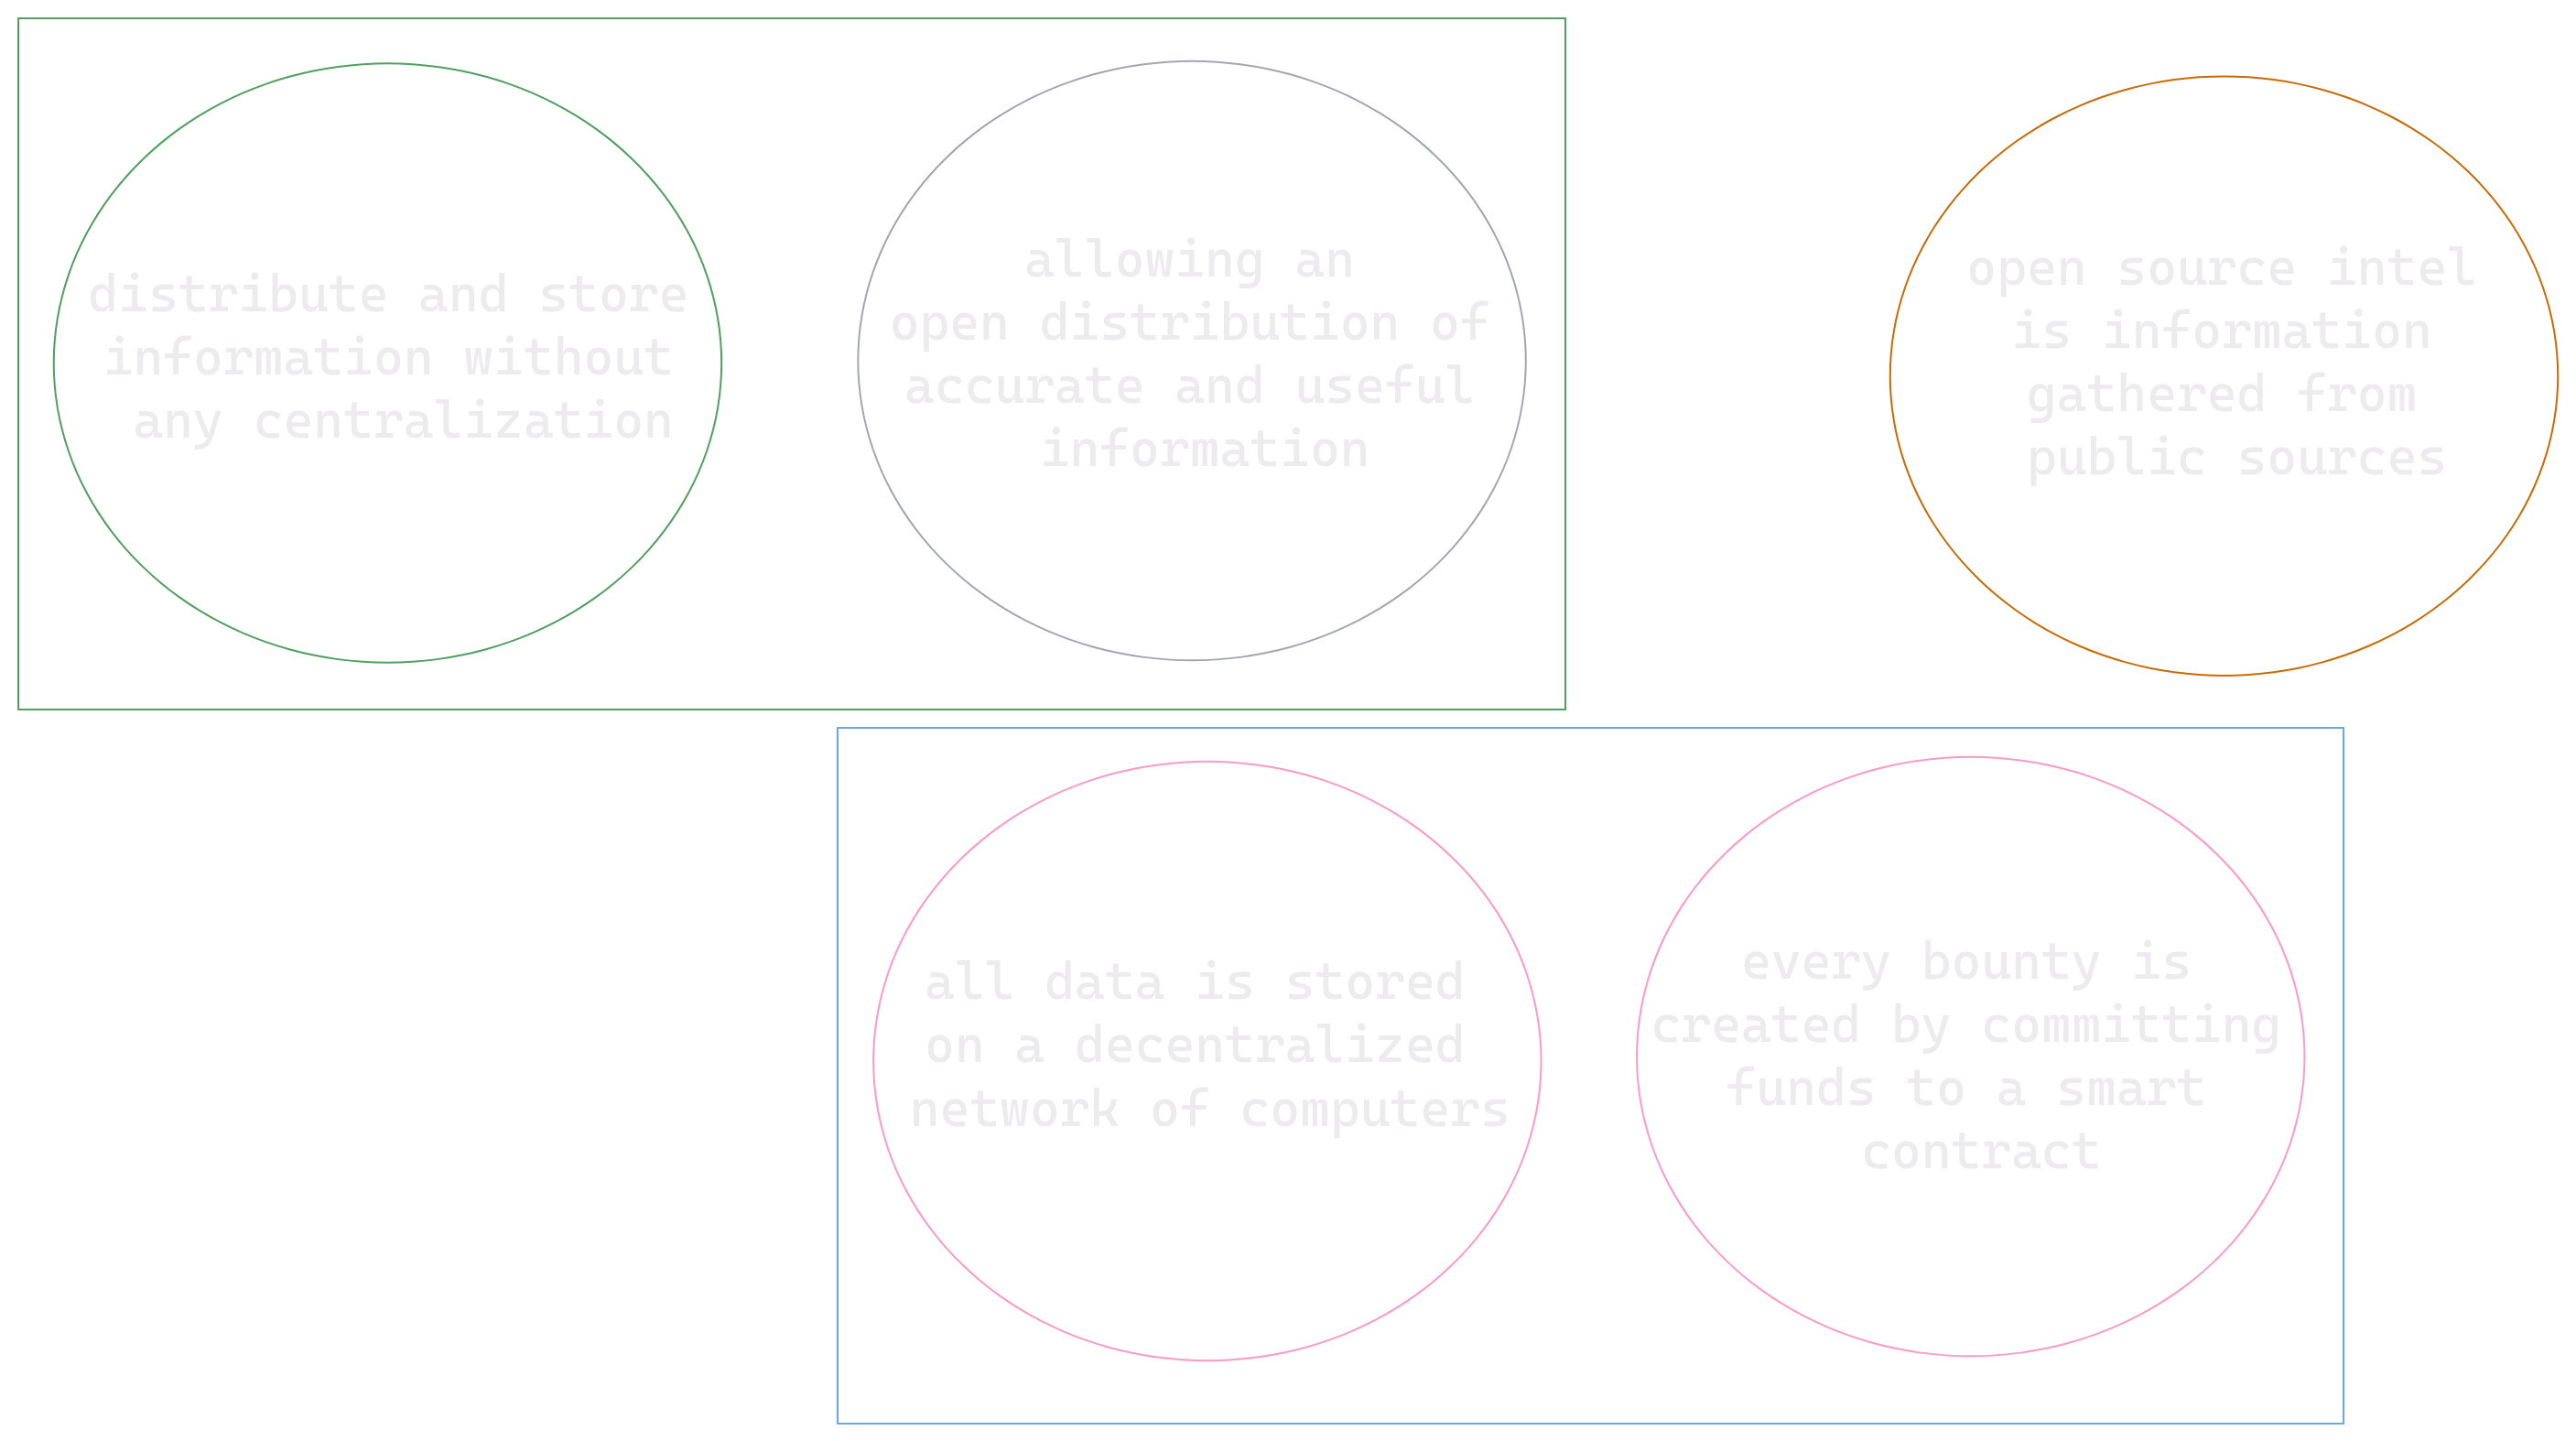 distribute and store
information without
any centralization
allowing an
open distribution of
accurate and useful
information
open source intel
is information
gathered from
public sources
all data is stored
on a decentralized
network of computers
every bounty is
created by committing
funds to a smart
contract